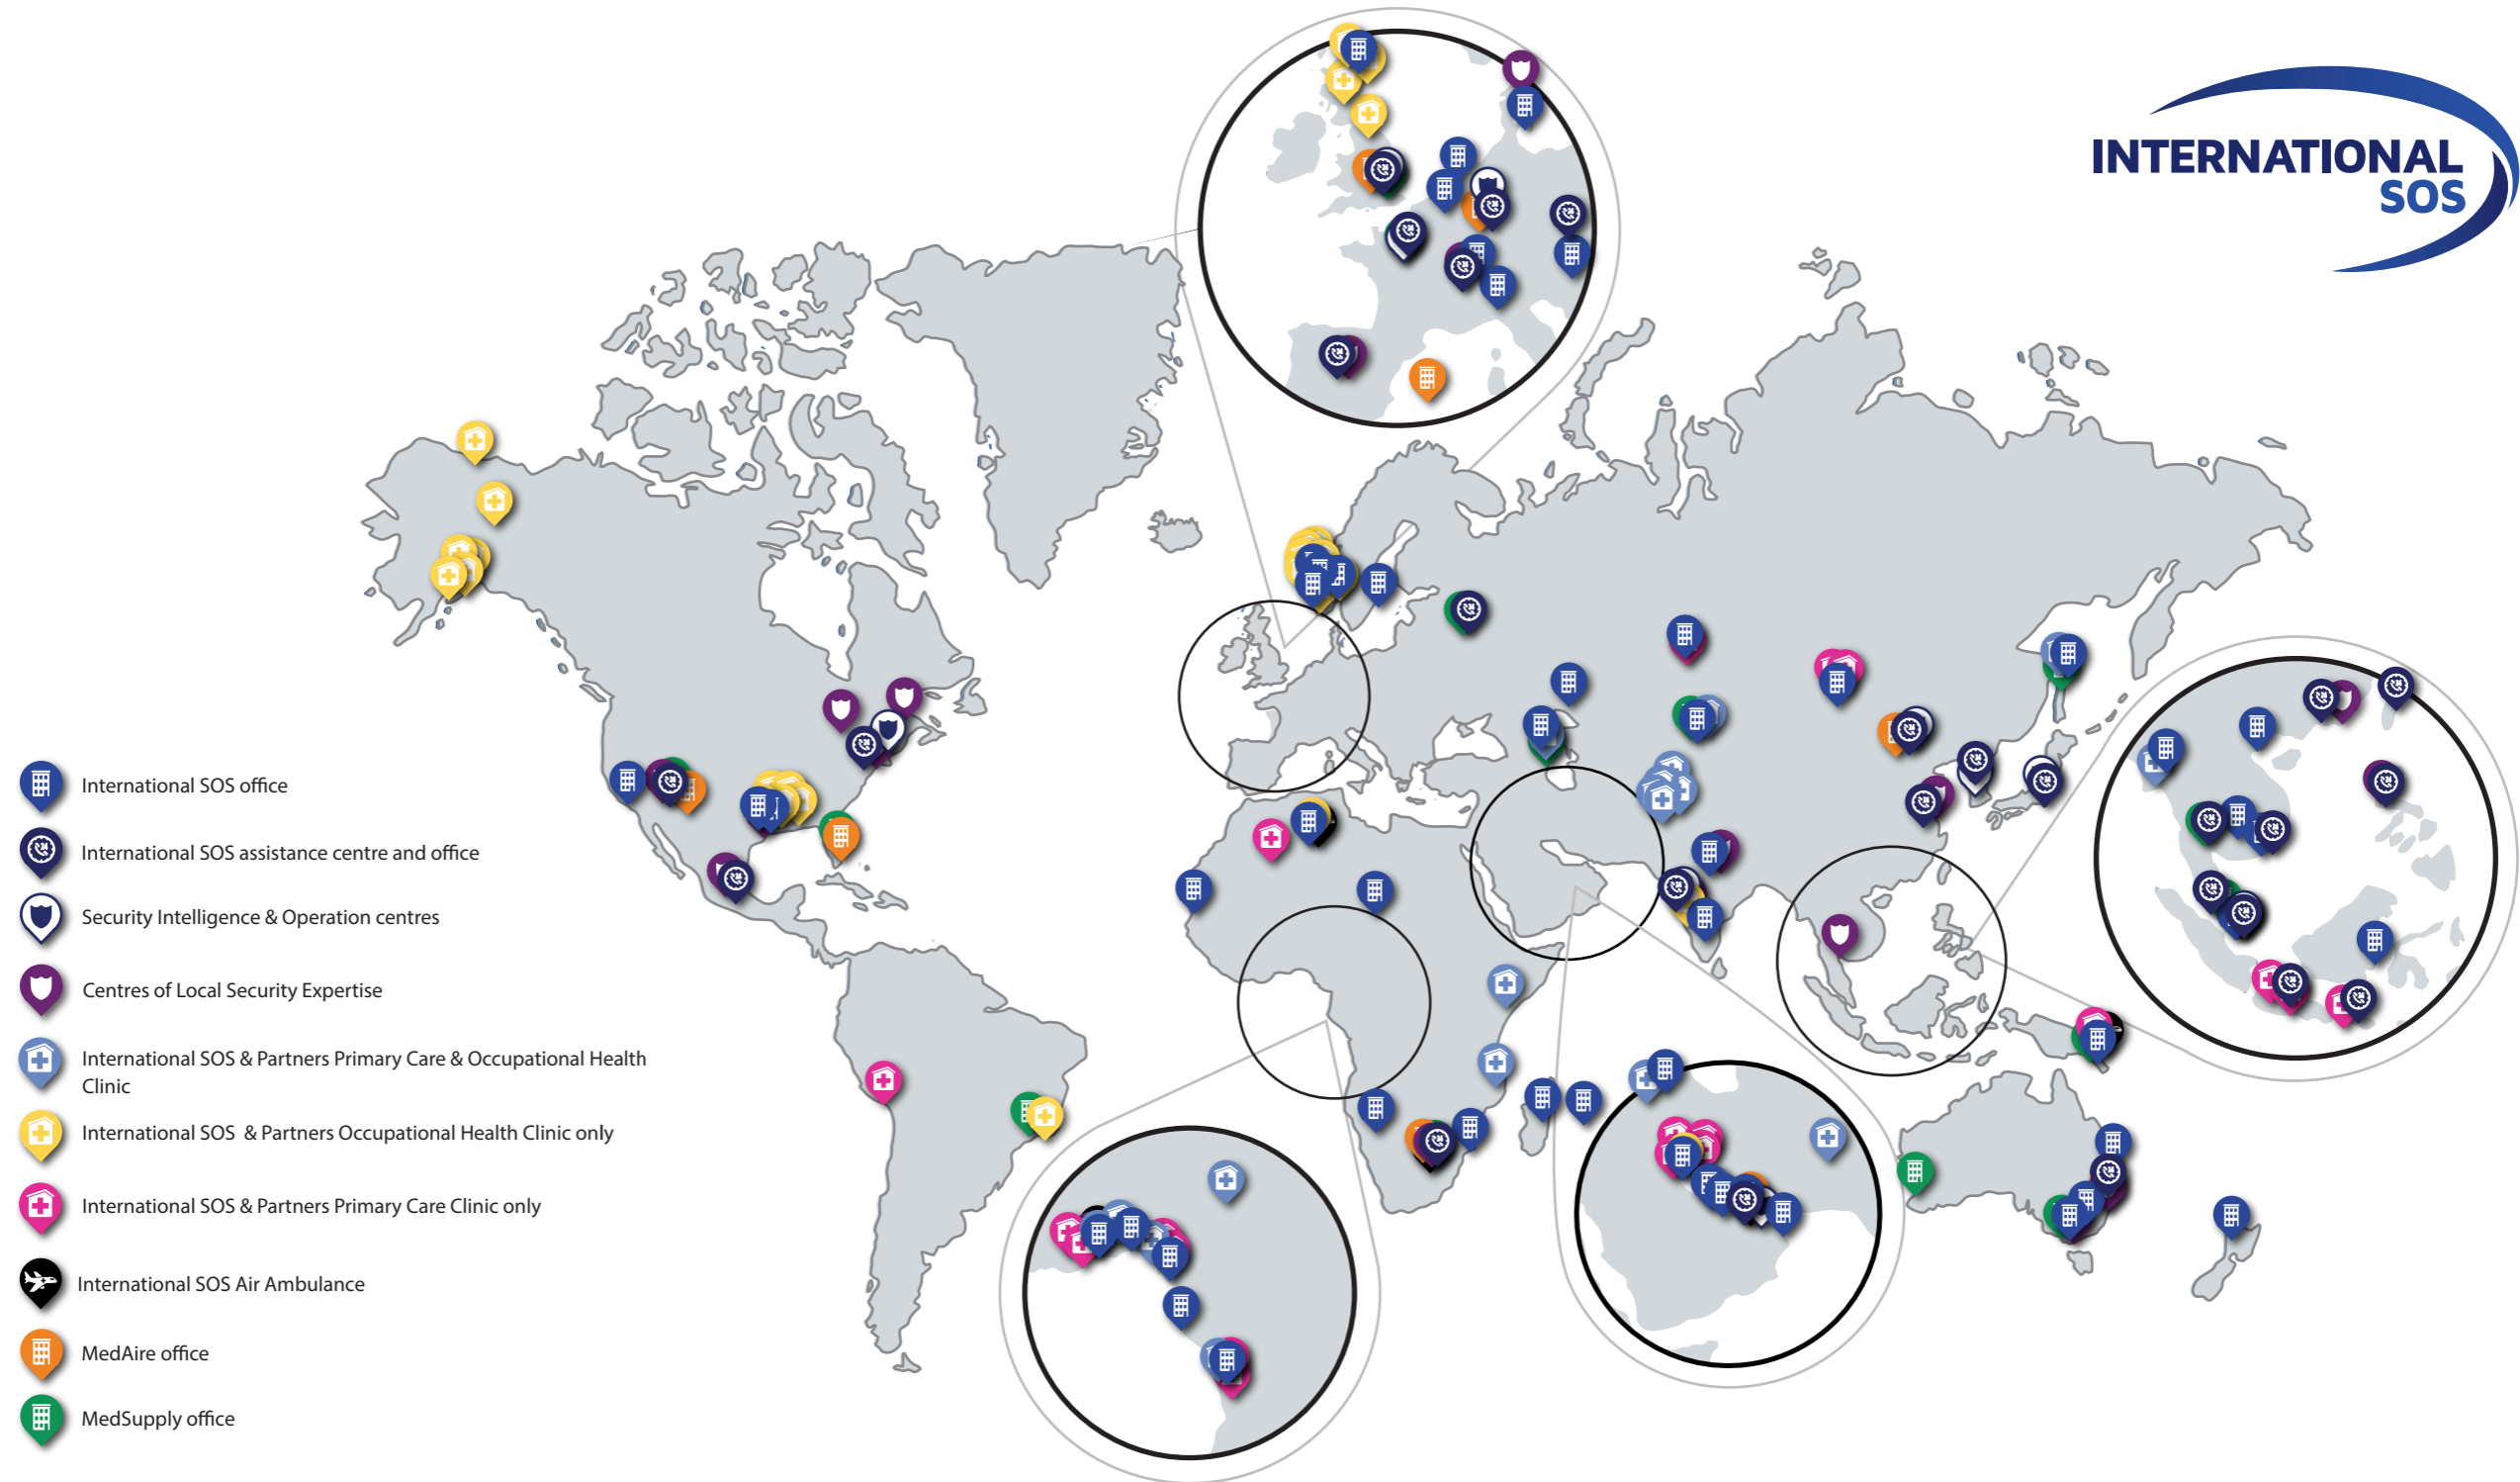 INTERNATIONAL
SOS
International SOS office
International SOS assistance centre and office
Security Intelligence & Operation centres
Centres of Local Security Expertise
International SOS & Partners Primary Care & Occupational Health
Clinic
International SOS & Partners Occupational Health Clinic only
International SOS & Partners Primary Care Clinic only
International SOS Air Ambulance
MedAire office
MedSupply office